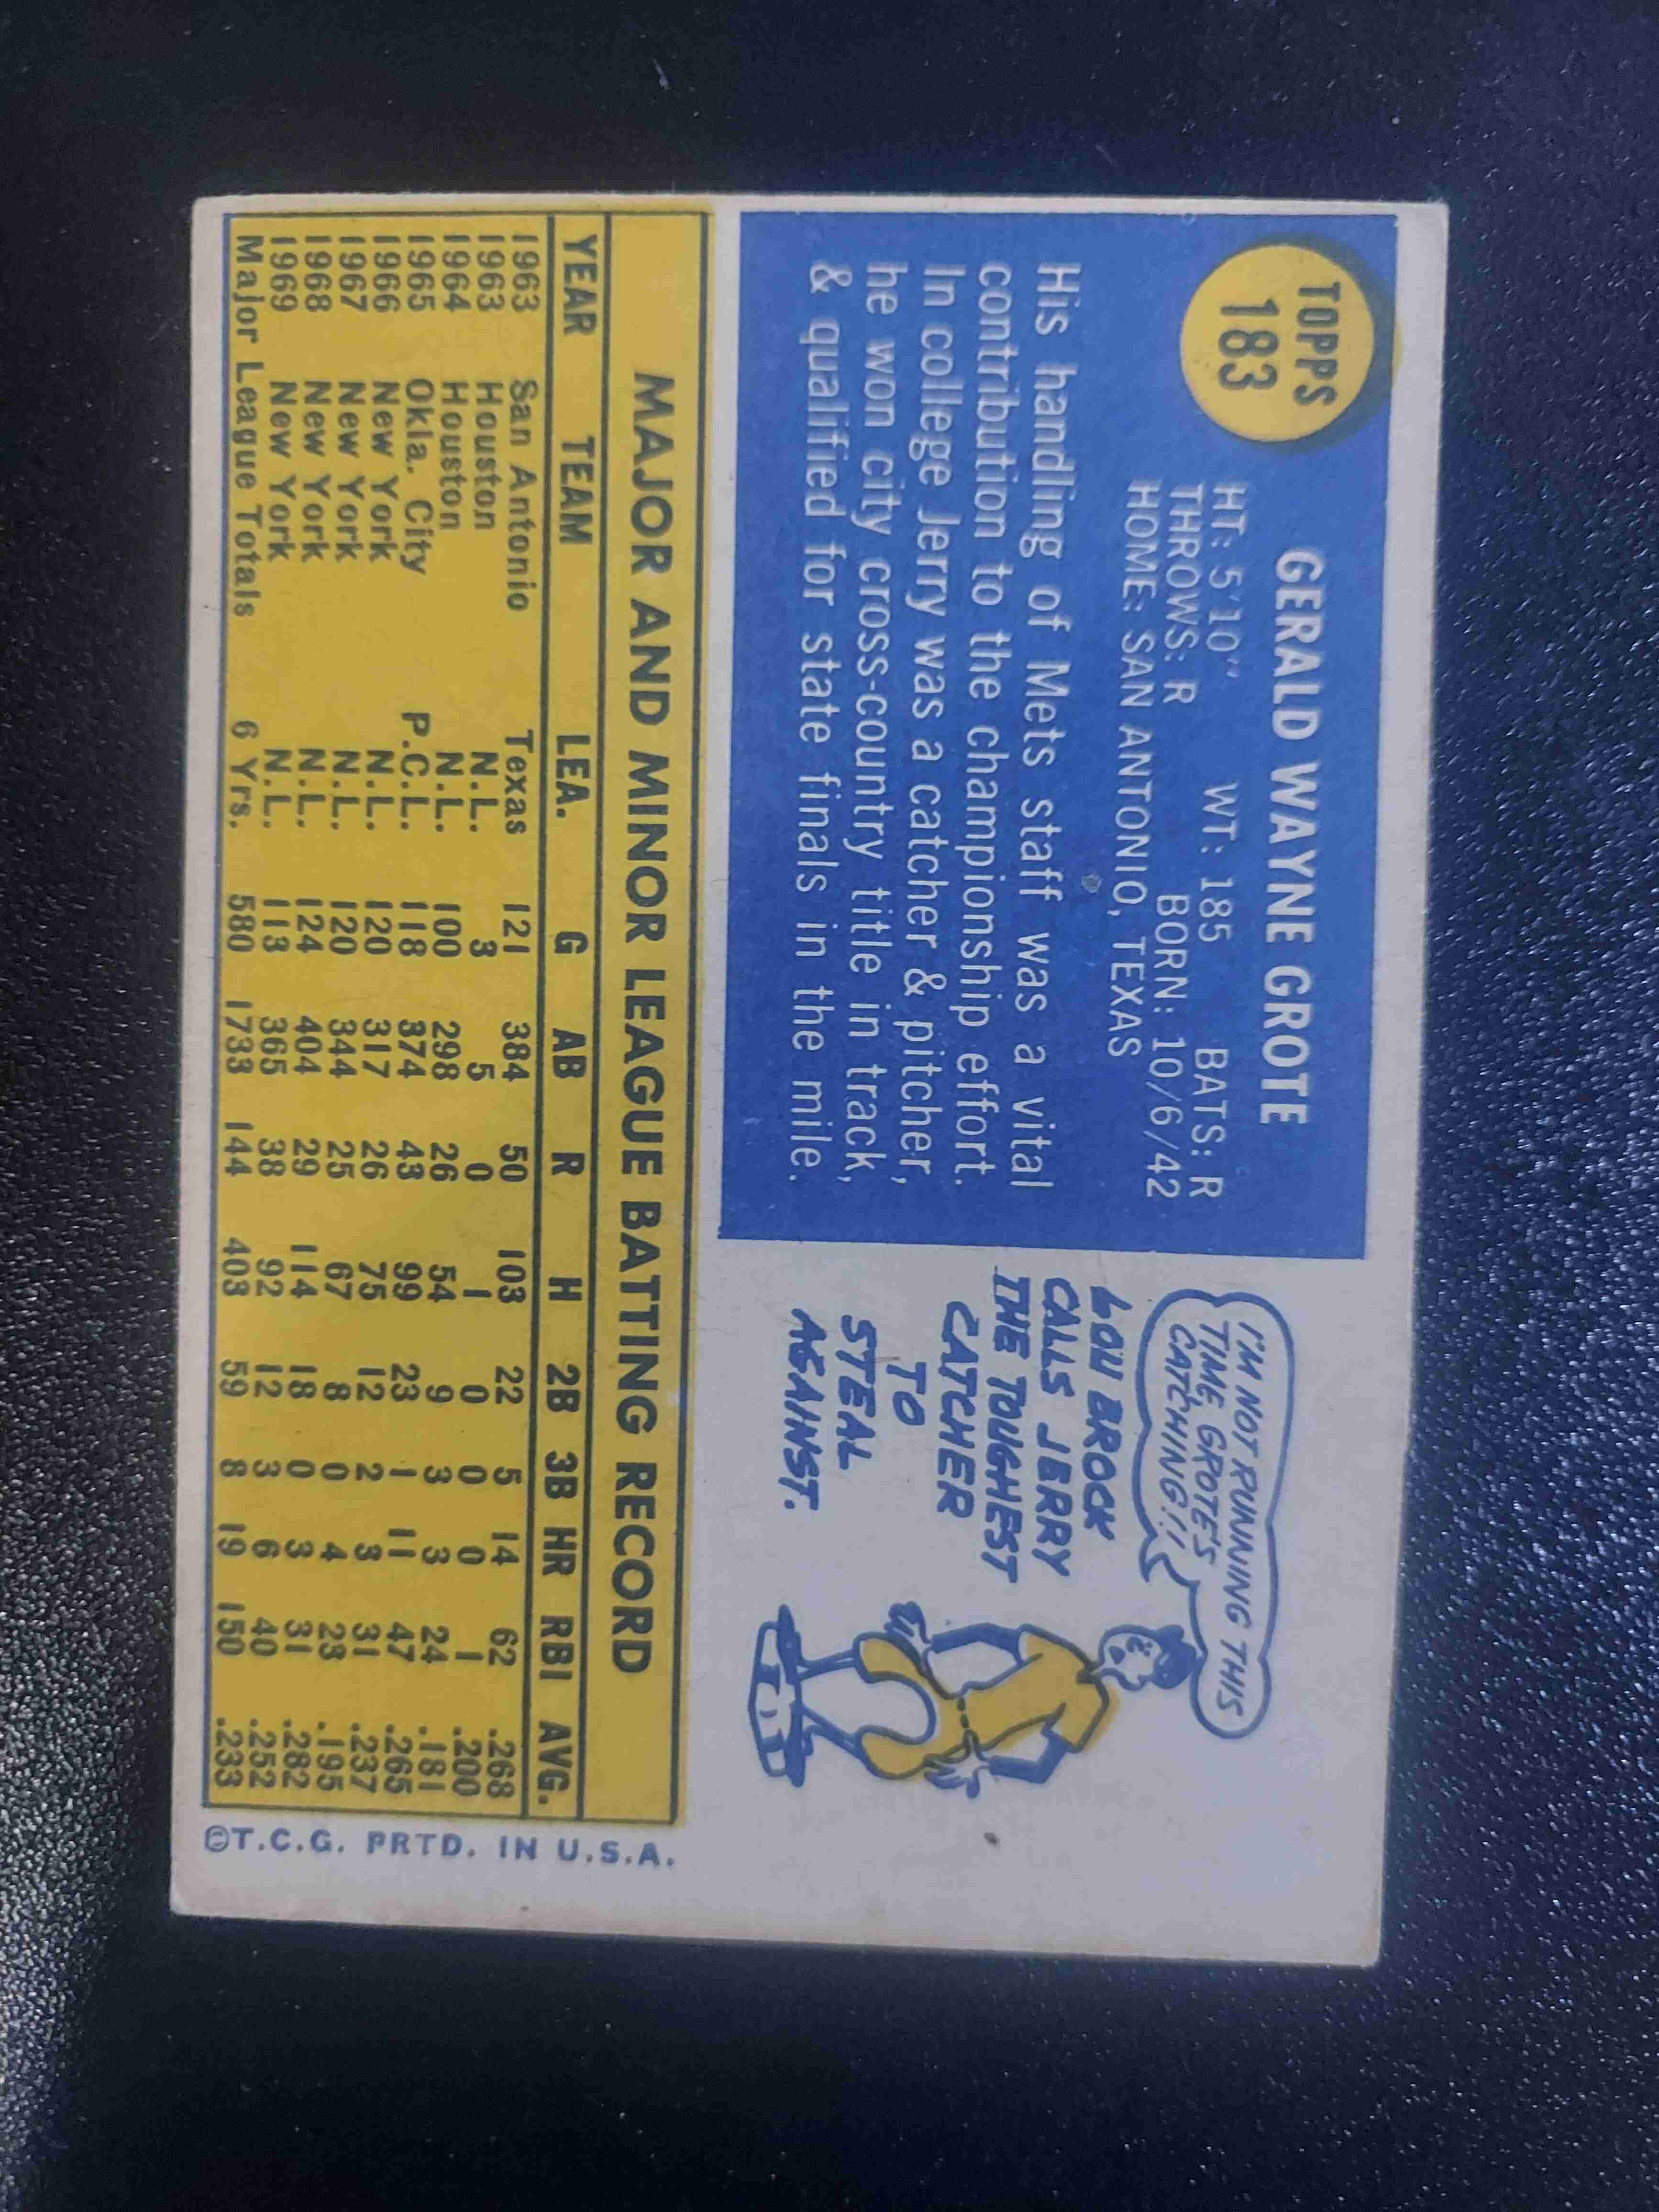 TOPPS
183
GERALD WAYNE GROTE
HT: 5'10" WT: 185 BATS: R
THROWS: R BORN: 10/6/42
HOME: SAN ANTONIO, TEXAS
His handling of Mets staff was a vital
contribution to the championship effort.
In college Jerry was a catcher & pitcher,
he won city cross-country title in track,
& qualified for state finals in the mile.
I'M NOT RUNNING THIS
TIME, GROTE'S
CATCHING!!
LOU BROCK
CALLS JERRY
THE TOUGHEST
CATCHER
TO
STEAL
AGAINST.
MAJOR AND MINOR LEAGUE BATTING RECORD
YEAR TEAM LEA. G AB R H 2B 3B HR RBI AVG.
1963 San Antonio Texas 121 384 50 103 22 5 14 62 .268
1963 Houston N.L. 3 5 0 1 0 0 0 1 .200
1964 Houston N.L. 100 298 26 54 9 3 3 24 .181
1965 Okla. City P.C.L. 118 374 43 99 23 1 11 47 .265
1966 New York N.L. 120 317 26 75 12 2 3 31 .237
1967 New York N.L. 120 344 25 67 8 0 4 23 .195
1968 New York N.L. 124 404 29 114 18 0 3 31 .282
1969 New York N.L. 113 365 38 92 12 3 6 40 .252
Major League Totals 6 Yrs. 580 1733 144 403 59 8 19 150 .233
©T.C.G. PRTD. IN U.S.A.